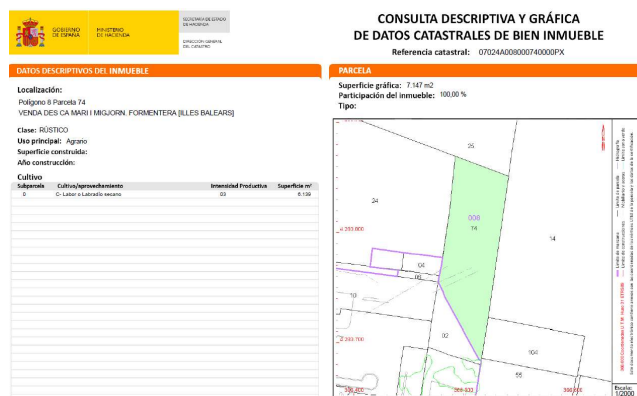 GOBIERNO
DE ESPAÑA
MINISTERIO
DE HACIENDA
SECRETARÍA DE ESTADO
DE HACIENDA
DIRECCIÓN GENERAL
DEL CATASTRO
CONSULTA DESCRIPTIVA Y GRÁFICA
DE DATOS CATASTRALES DE BIEN INMUEBLE
Referencia catastral: 07024A008000740000PX
DATOS DESCRIPTIVOS DEL INMUEBLE
Localización:
Polígono 8 Parcela 74
VENDA DES CA MARI I MIGJORN. FORMENTERA [ILLES BALEARS]
Clase: RÚSTICO
Uso principal: Agrario
Superficie construida:
Año construcción:
Cultivo
Subparcela Cultivo/aprovechamiento Intensidad Productiva Superficie m²
0 C- Labor o Labradío secano 03 6.139
PARCELA
Superficie gráfica: 7.147 m2
Participación del inmueble: 100,00 %
Tipo:
25
24
000
74
14
04
10
02
104
55
Escala:
1/2000